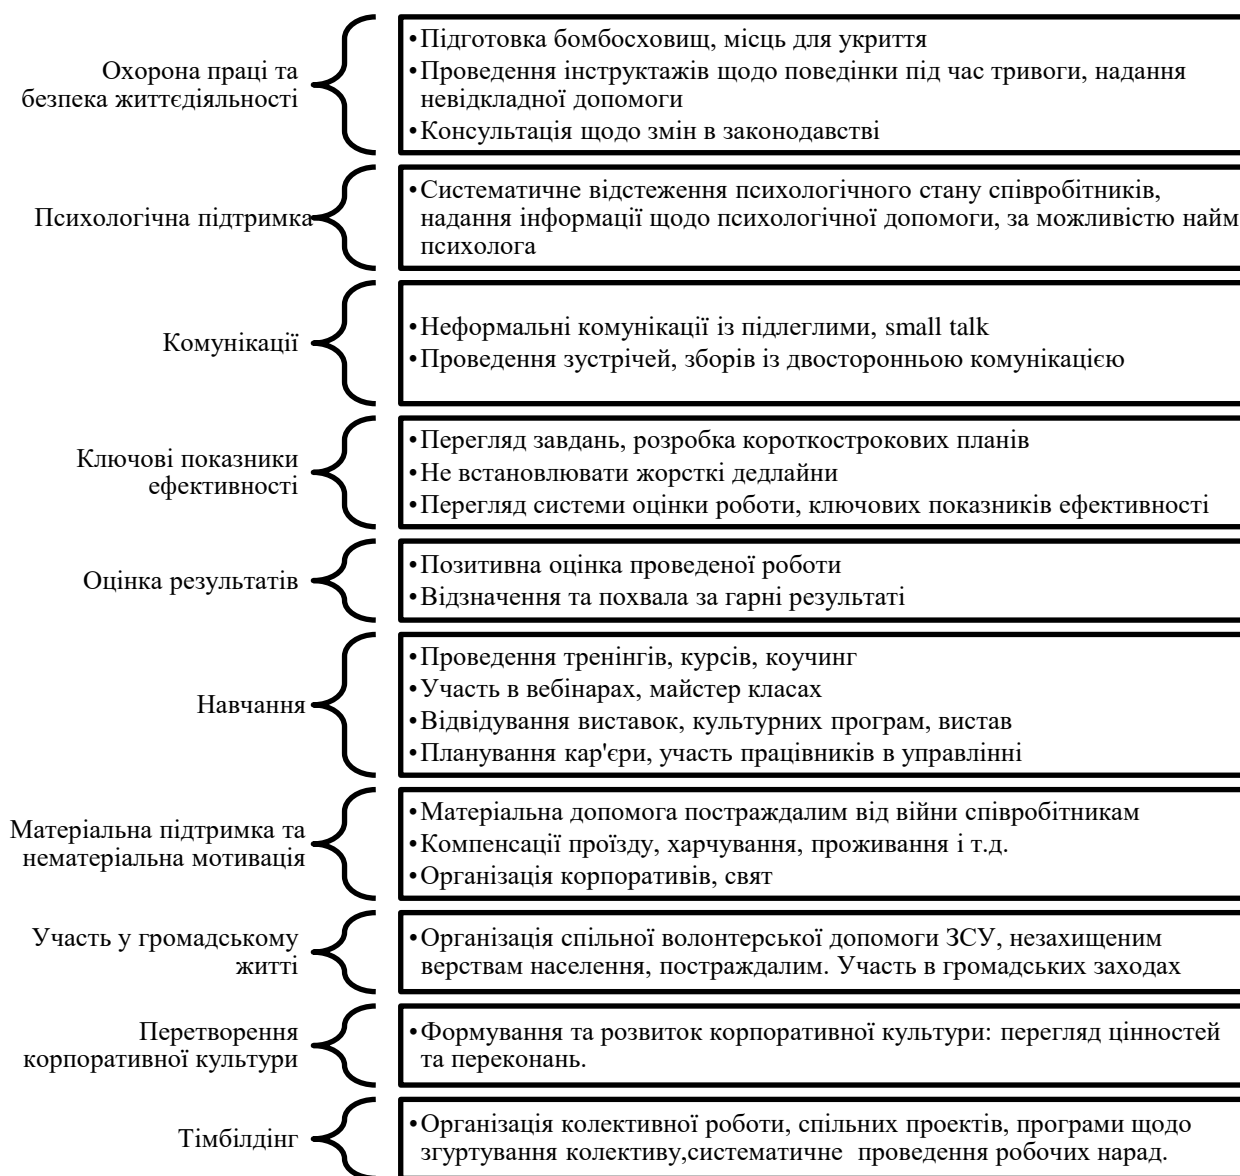 Охорона праці та
безпека життєдіяльності
•Підготовка бомбосховищ, місць для укриття
•Проведення інструктажів щодо поведінки під час тривоги, надання
невідкладної допомоги
•Консультація щодо змін в законодавстві
Психологічна підтримка
•Систематичне відстеження психологічного стану співробітників,
надання інформації щодо психологічної допомоги, за можливістю найм
психолога
Комунікації
•Неформальні комунікації із підлеглими, small talk
•Проведення зустрічей, зборів із двосторонньою комунікацією
Ключові показники
ефективності
•Перегляд завдань, розробка короткострокових планів
•Не встановлювати жорсткі дедлайни
•Перегляд системи оцінки роботи, ключових показників ефективності
Оцінка результатів
•Позитивна оцінка проведеної роботи
•Відзначення та похвала за гарні результаті
Навчання
•Проведення тренінгів, курсів, коучинг
•Участь в вебінарах, майстер класах
•Відвідування виставок, культурних програм, вистав
•Планування кар'єри, участь працівників в управлінні
Матеріальна підтримка та
нематеріальна мотивація
•Матеріальна допомога постраждалим від війни співробітникам
•Компенсації проїзду, харчування, проживання і т.д.
•Організація корпоративів, свят
Участь у громадському
житті
•Організація спільної волонтерської допомоги ЗСУ, незахищеним
верствам населення, постраждалим. Участь в громадських заходах
Перетворення
корпоративної культури
•Формування та розвиток корпоративної культури: перегляд цінностей
та переконань.
Тімбілдінг
•Організація колективної роботи, спільних проектів, програми щодо
згуртування колективу,систематичне  проведення робочих нарад.